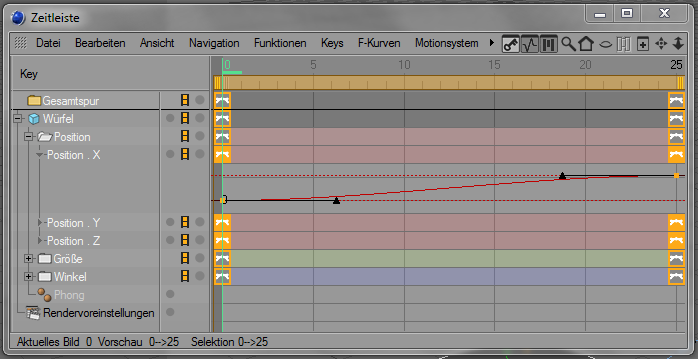 Zeitleiste
Datei Bearbeiten Ansicht Navigation Funktionen Keys F-Kurven Motionsystem
Key
0 5 10 15 20 25
Gesamtspur
Würfel
Position
Position . X
Position . Y
Position . Z
Größe
Winkel
Phong
Rendervoreinstellungen
Aktuelles Bild 0 Vorschau 0-->25 Selektion 0-->25